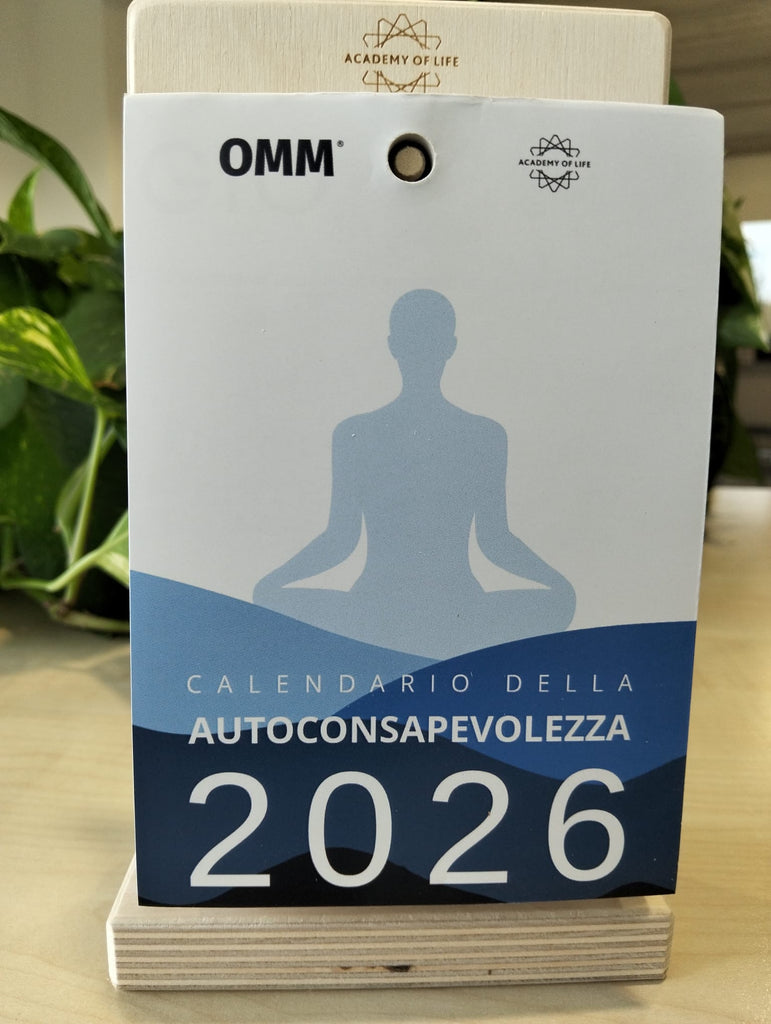 ACADEMY OF LIFE
OMM®
ACADEMY OF LIFE
CALENDARIO DELLA
AUTOCONSAPEVOLEZZA
2026